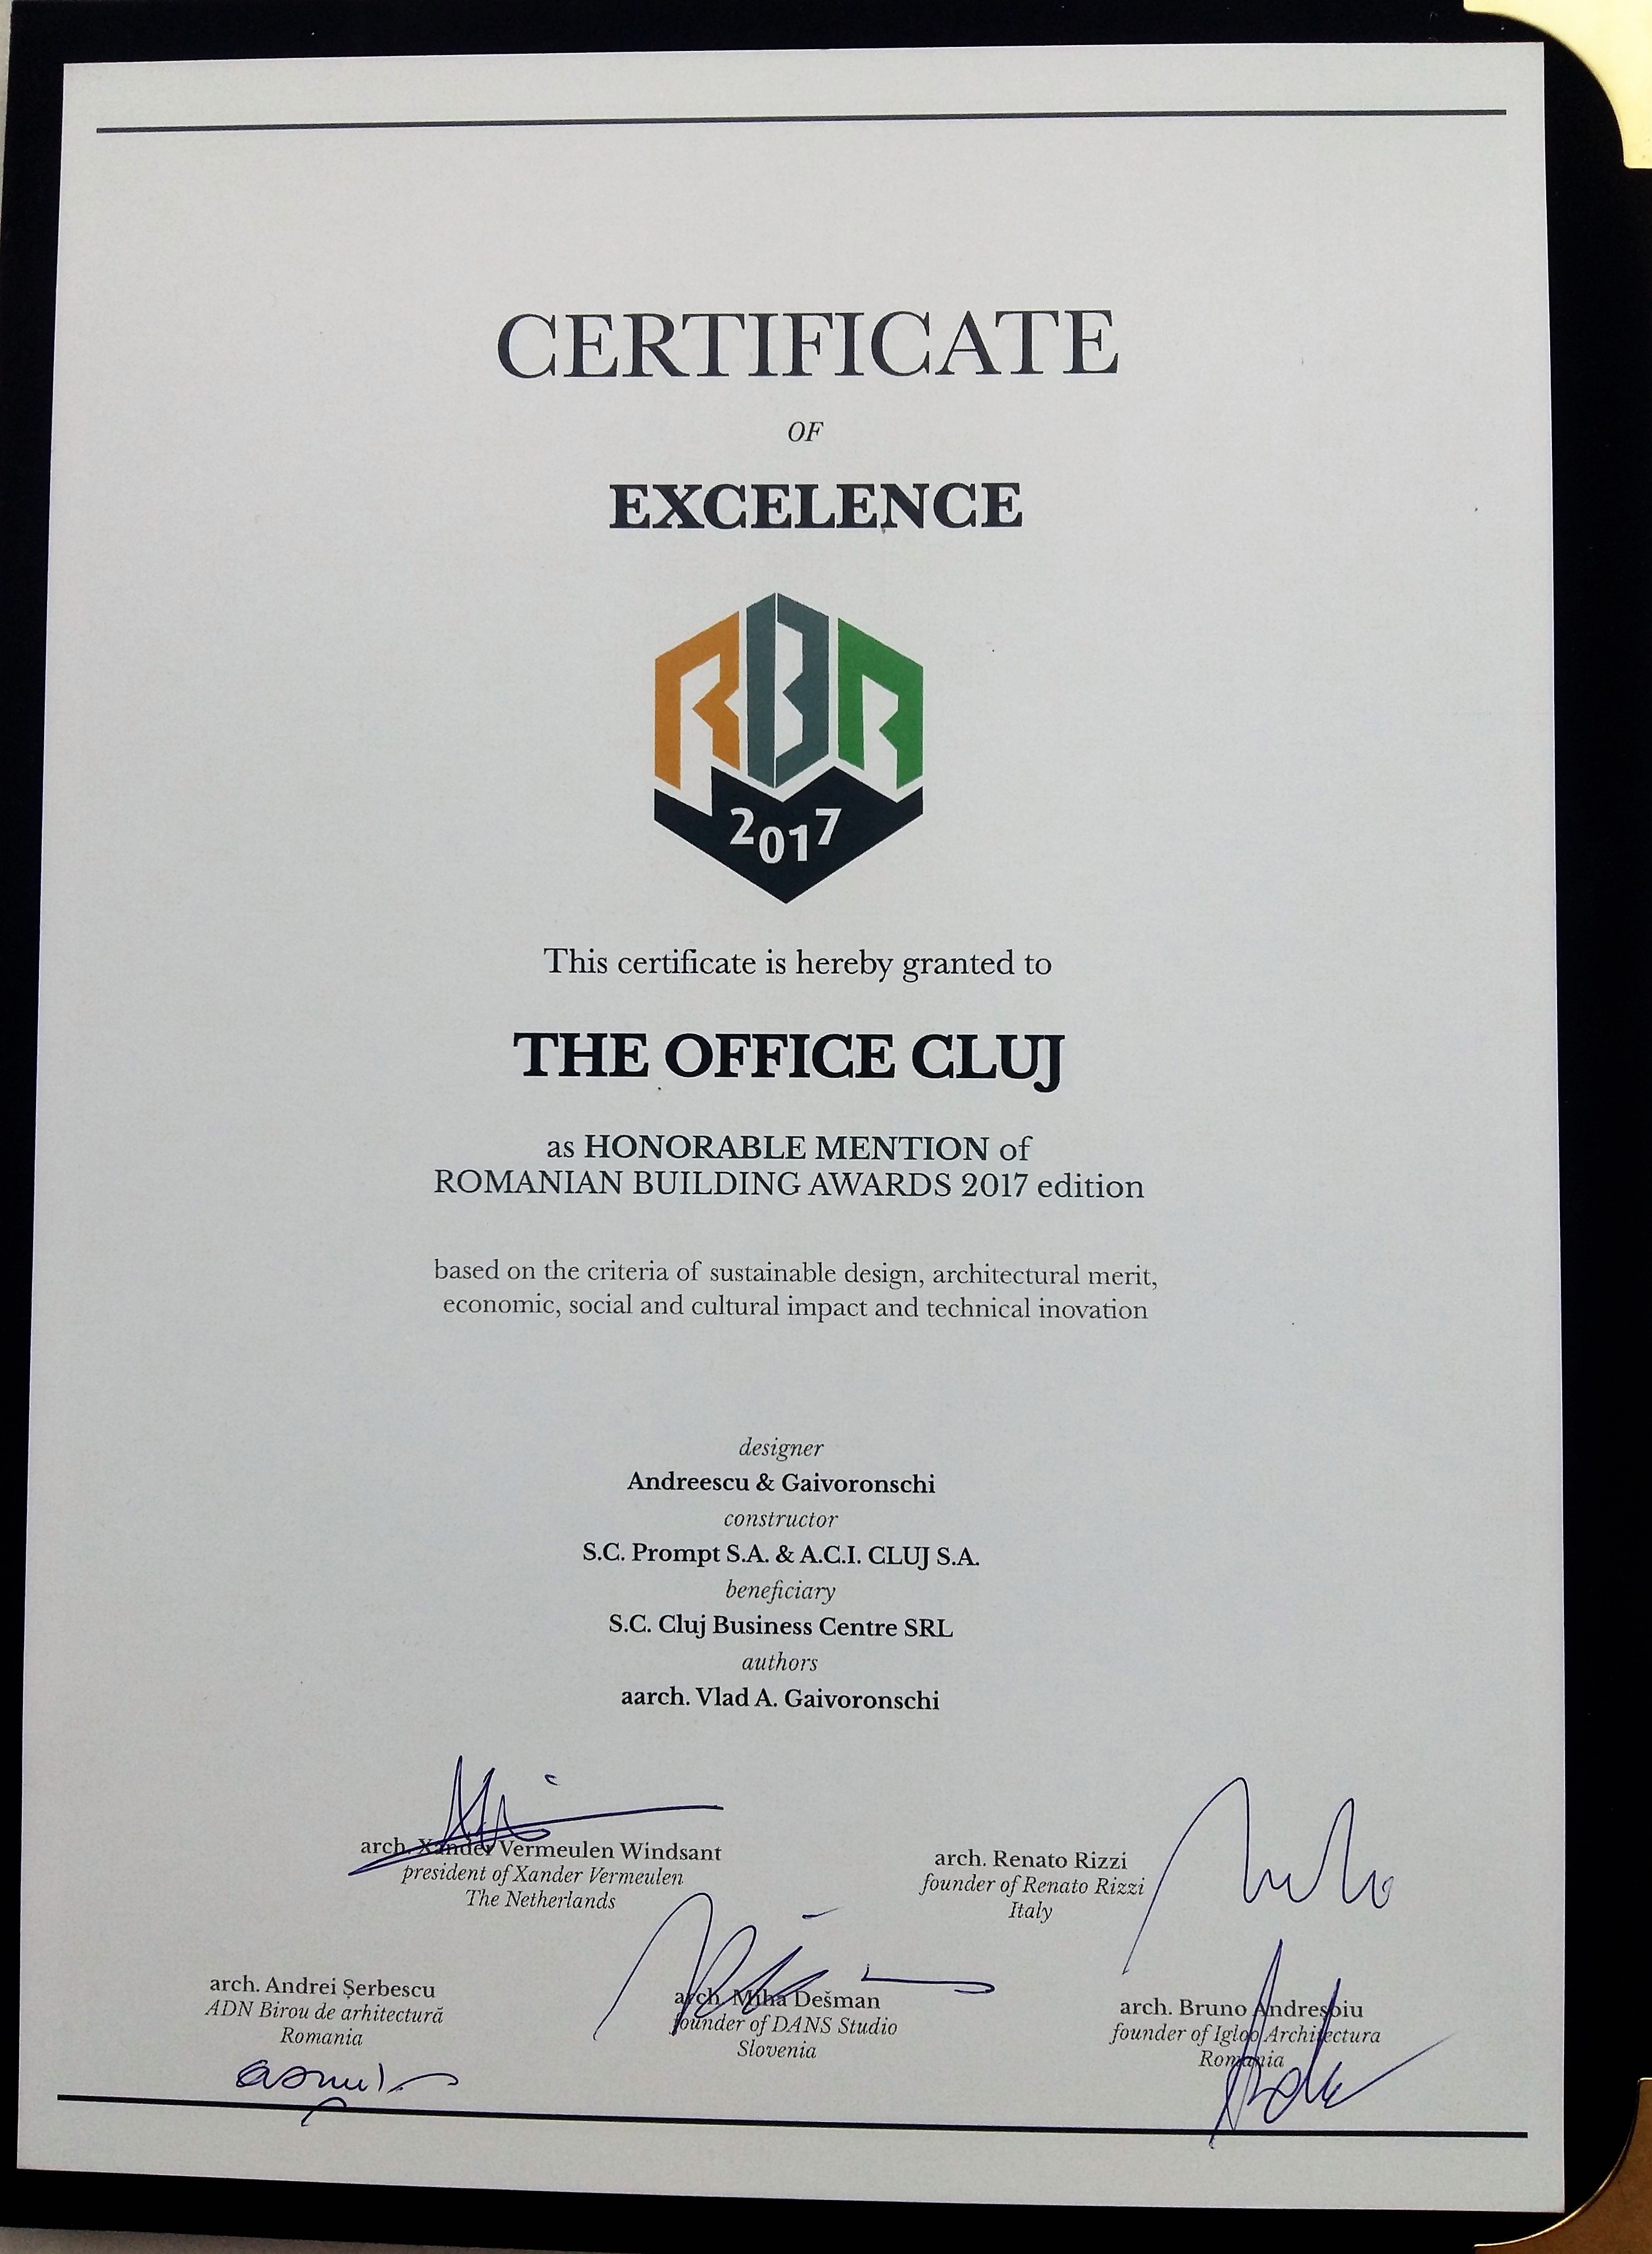 CERTIFICATE
OF
EXCELENCE
RBA
2017
This certificate is hereby granted to
THE OFFICE CLUJ
as HONORABLE MENTION of
ROMANIAN BUILDING AWARDS 2017 edition
based on the criteria of sustainable design, architectural merit,
economic, social and cultural impact and technical inovation
designer
Andreescu & Gaivoronschi
constructor
S.C. Prompt S.A. & A.C.I. CLUJ S.A.
beneficiary
S.C. Cluj Business Centre SRL
authors
aarch. Vlad A. Gaivoronschi
arch. Xander Vermeulen Windsant
president of Xander Vermeulen
The Netherlands
arch. Renato Rizzi
founder of Renato Rizzi
Italy
arch. Andrei Șerbescu
ADN Birou de arhitectură
Romania
arch. Miha Dešman
founder of DANS Studio
Slovenia
arch. Bruno Andreșoiu
founder of Igloo Architectura
Romania